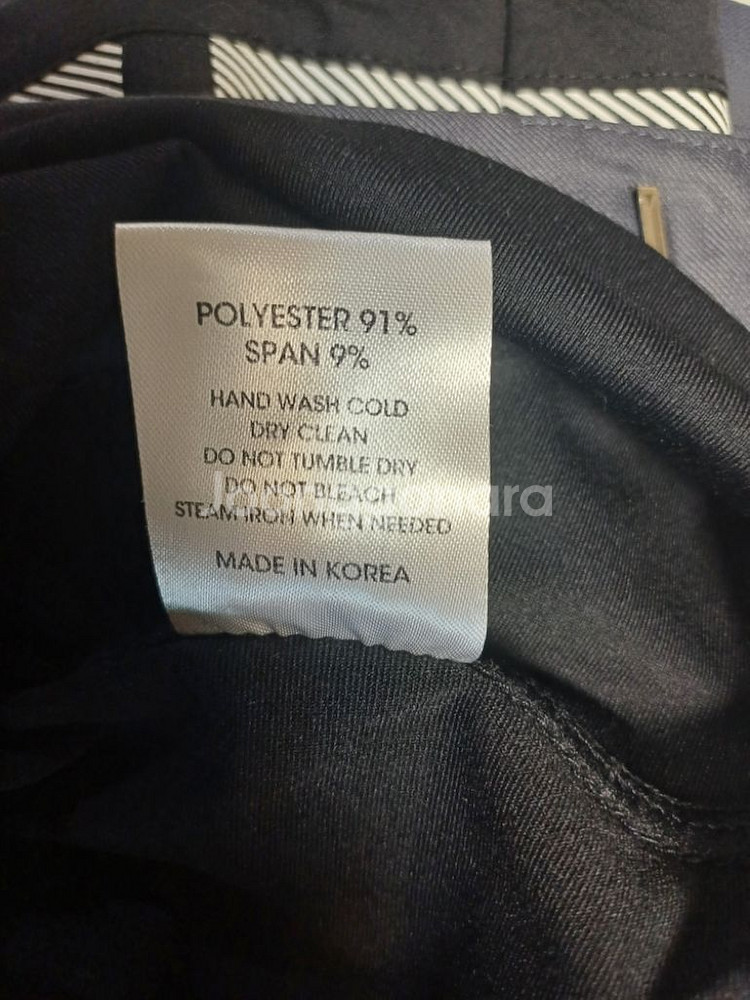 POLYESTER 91%
SPAN 9%
HAND WASH COLD
DRY CLEAN
DO NOT TUMBLE DRY
DO NOT BLEACH
STEAM IRON WHEN NEEDED
MADE IN KOREA